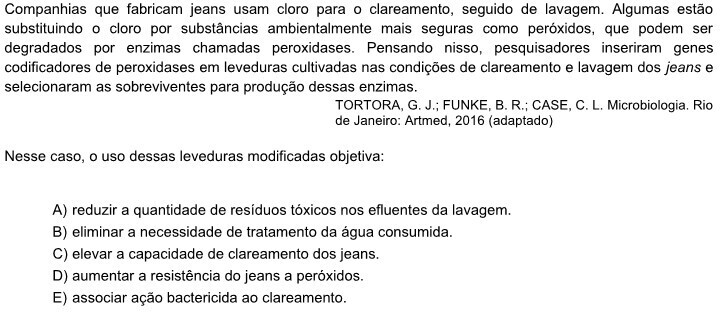 Companhias que fabricam jeans usam cloro para o clareamento, seguido de lavagem. Algumas estão
substituindo o cloro por substâncias ambientalmente mais seguras como peróxidos, que podem ser
degradados por enzimas chamadas peroxidases. Pensando nisso, pesquisadores inseriram genes
codificadores de peroxidases em leveduras cultivadas nas condições de clareamento e lavagem dos jeans e
selecionaram as sobreviventes para produção dessas enzimas.
TORTORA, G. J.; FUNKE, B. R.; CASE, C. L. Microbiologia. Rio
de Janeiro: Artmed, 2016 (adaptado)
Nesse caso, o uso dessas leveduras modificadas objetiva:
A) reduzir a quantidade de resíduos tóxicos nos efluentes da lavagem.
B) eliminar a necessidade de tratamento da água consumida.
C) elevar a capacidade de clareamento dos jeans.
D) aumentar a resistência do jeans a peróxidos.
E) associar ação bactericida ao clareamento.